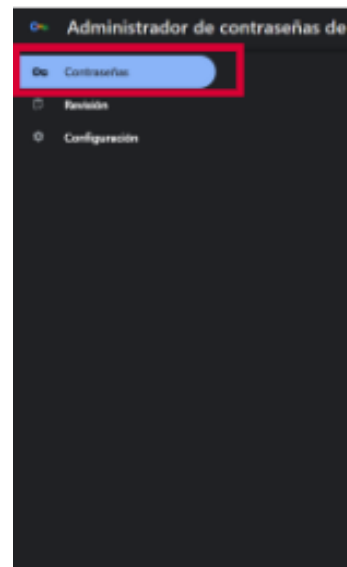 Administrador de contraseñas de
Contraseñas
Revisión
Configuración